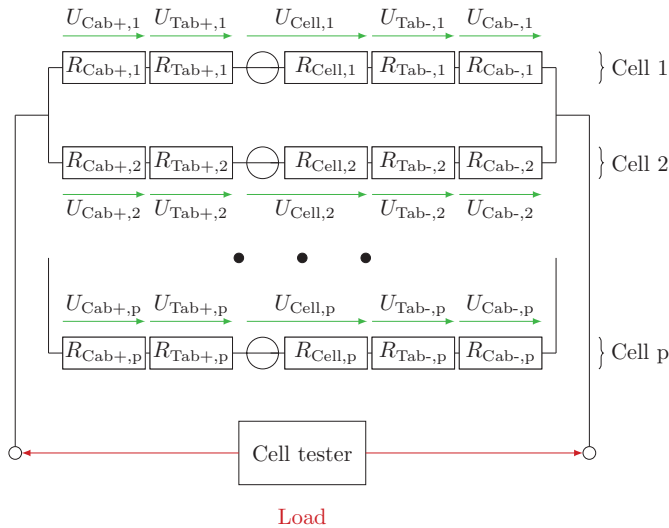 U_Cab+,1 U_Tab+,1 U_Cell,1 U_Tab-,1 U_Cab-,1
R_Cab+,1 R_Tab+,1 R_Cell,1 R_Tab-,1 R_Cab-,1 } Cell 1
R_Cab+,2 R_Tab+,2 R_Cell,2 R_Tab-,2 R_Cab-,2 } Cell 2
U_Cab+,2 U_Tab+,2 U_Cell,2 U_Tab-,2 U_Cab-,2
U_Cab+,p U_Tab+,p U_Cell,p U_Tab-,p U_Cab-,p
R_Cab+,p R_Tab+,p R_Cell,p R_Tab-,p R_Cab-,p } Cell p
Cell tester
Load